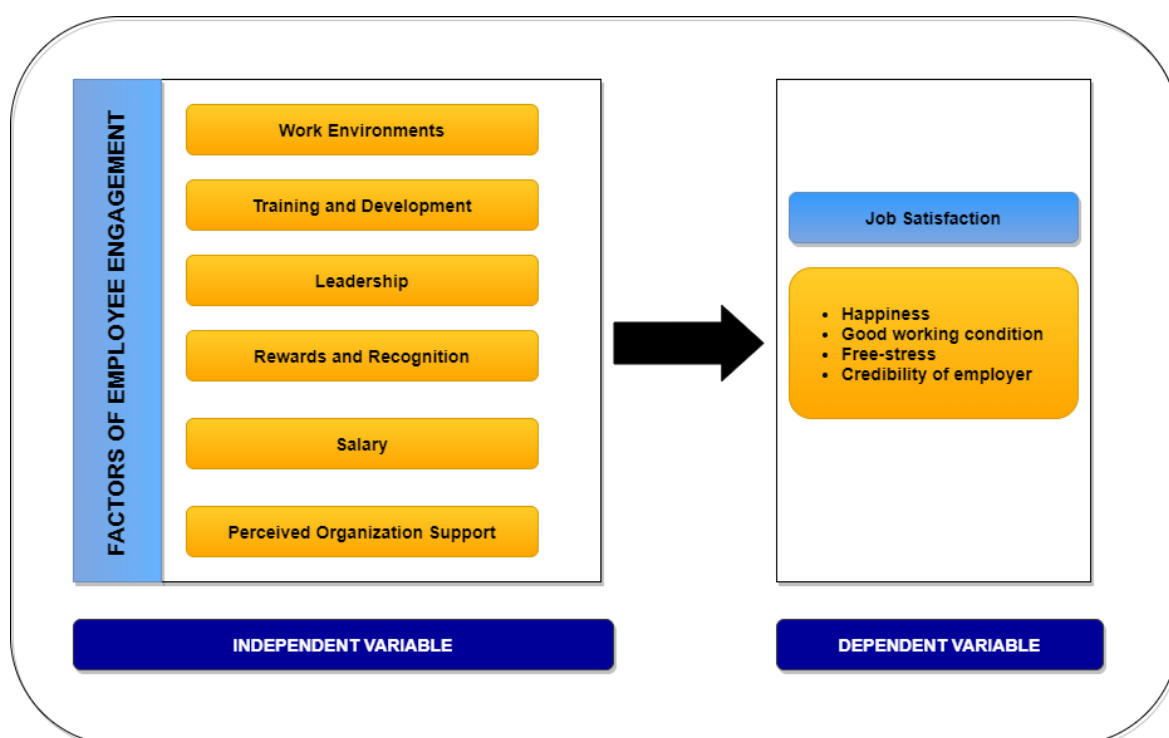 FACTORS OF EMPLOYEE ENGAGEMENT
Work Environments
Training and Development
Leadership
Rewards and Recognition
Salary
Perceived Organization Support
INDEPENDENT VARIABLE
Job Satisfaction
• Happiness
• Good working condition
• Free-stress
• Credibility of employer
DEPENDENT VARIABLE